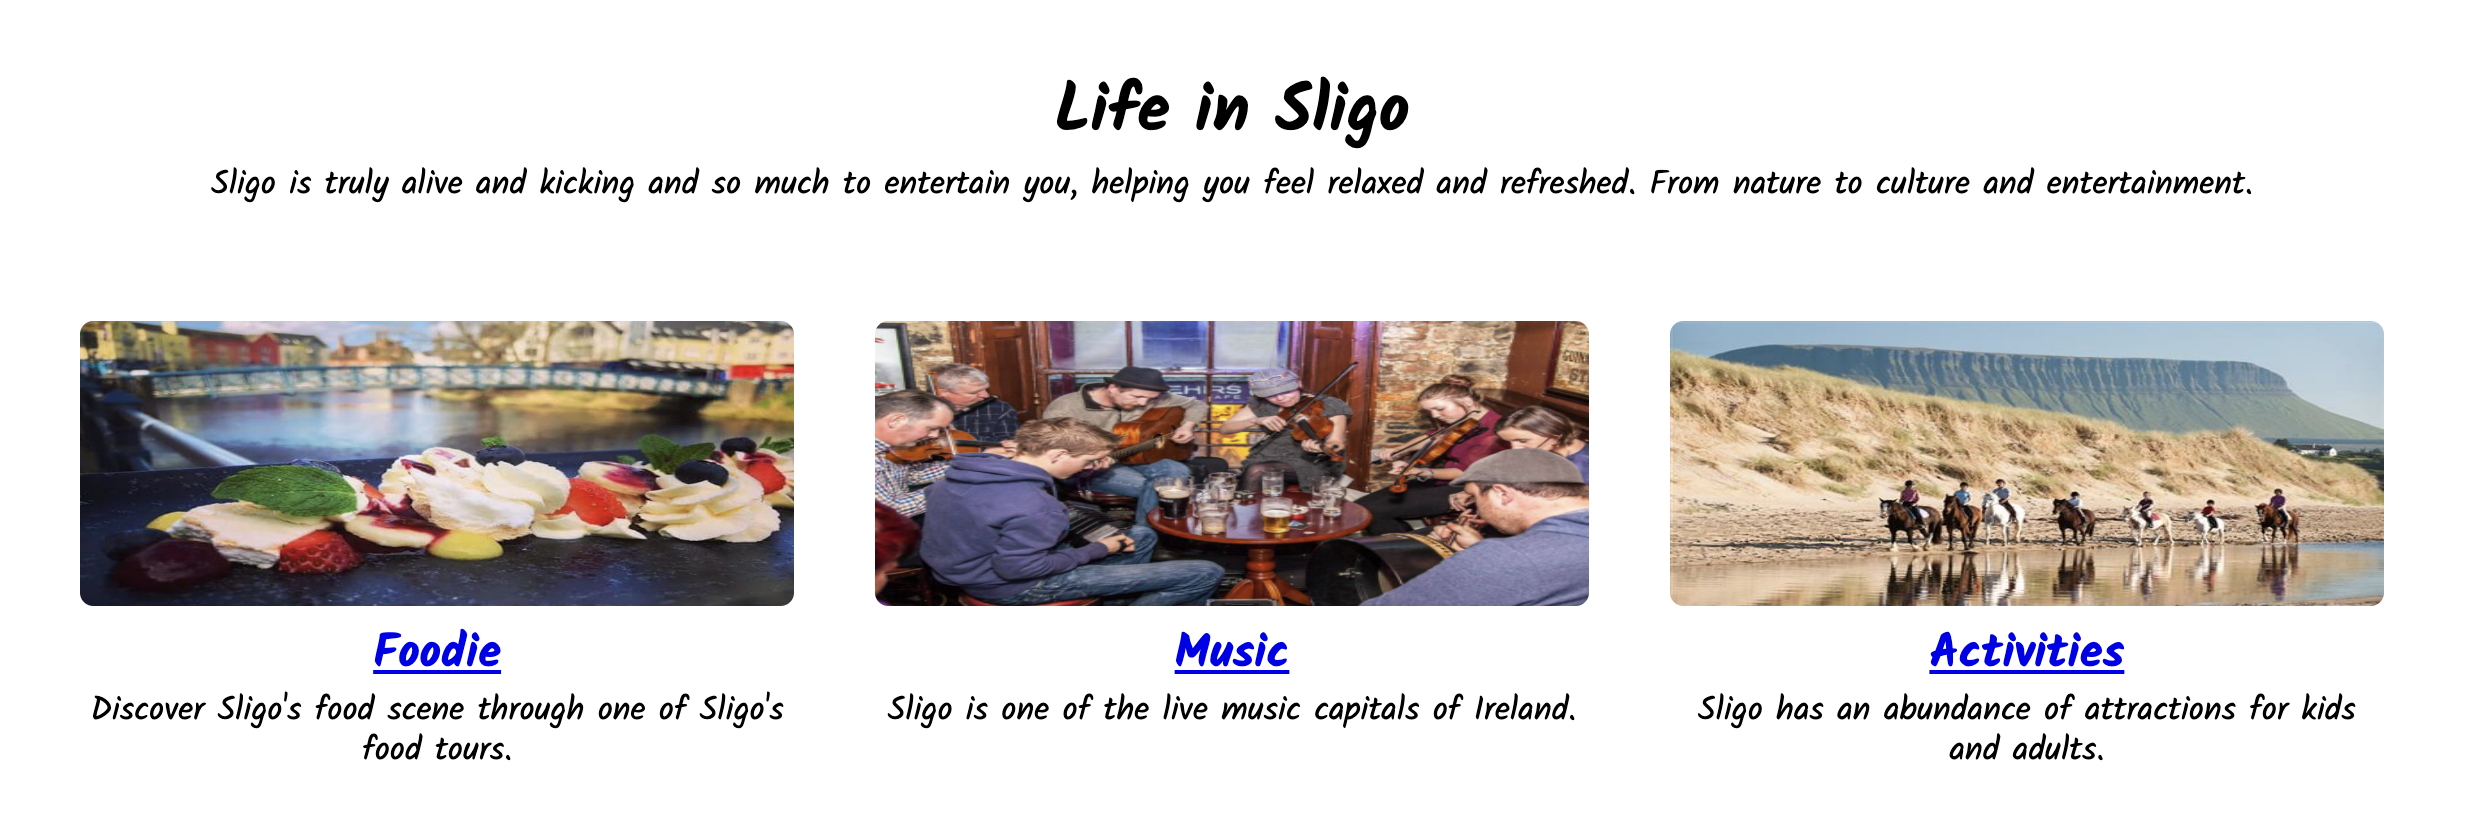 Life in Sligo
Sligo is truly alive and kicking and so much to entertain you, helping you feel relaxed and refreshed. From nature to culture and entertainment.
EHIRS
AFE
Foodie
Music
Activities
Discover Sligo's food scene through one of Sligo's
food tours.
Sligo is one of the live music capitals of Ireland.
Sligo has an abundance of attractions for kids
and adults.